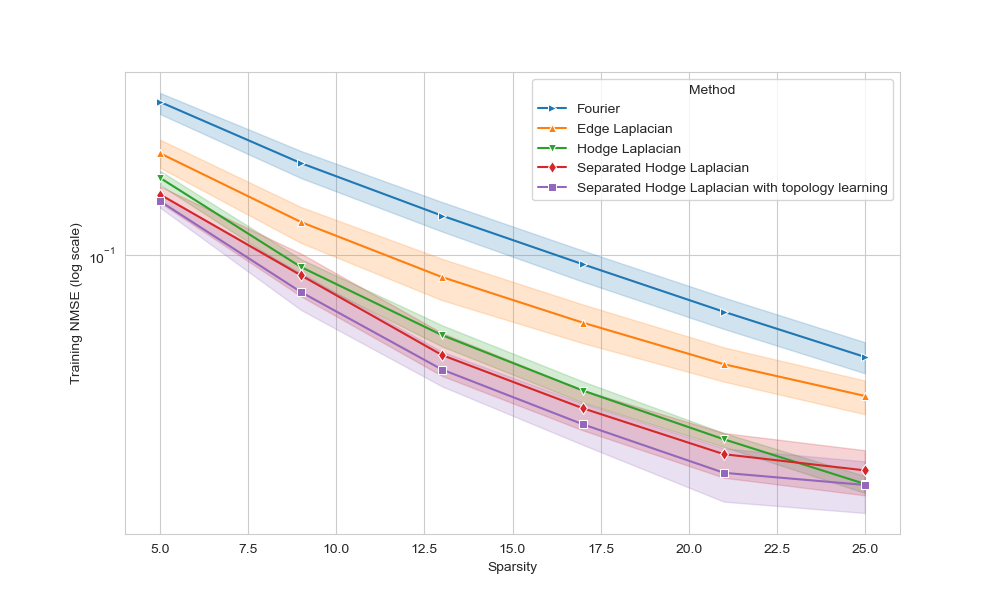 Method
Fourier
Edge Laplacian
Hodge Laplacian
Separated Hodge Laplacian
Separated Hodge Laplacian with topology learning
Training NMSE (log scale)
10⁻¹
5.0 7.5 10.0 12.5 15.0 17.5 20.0 22.5 25.0
Sparsity